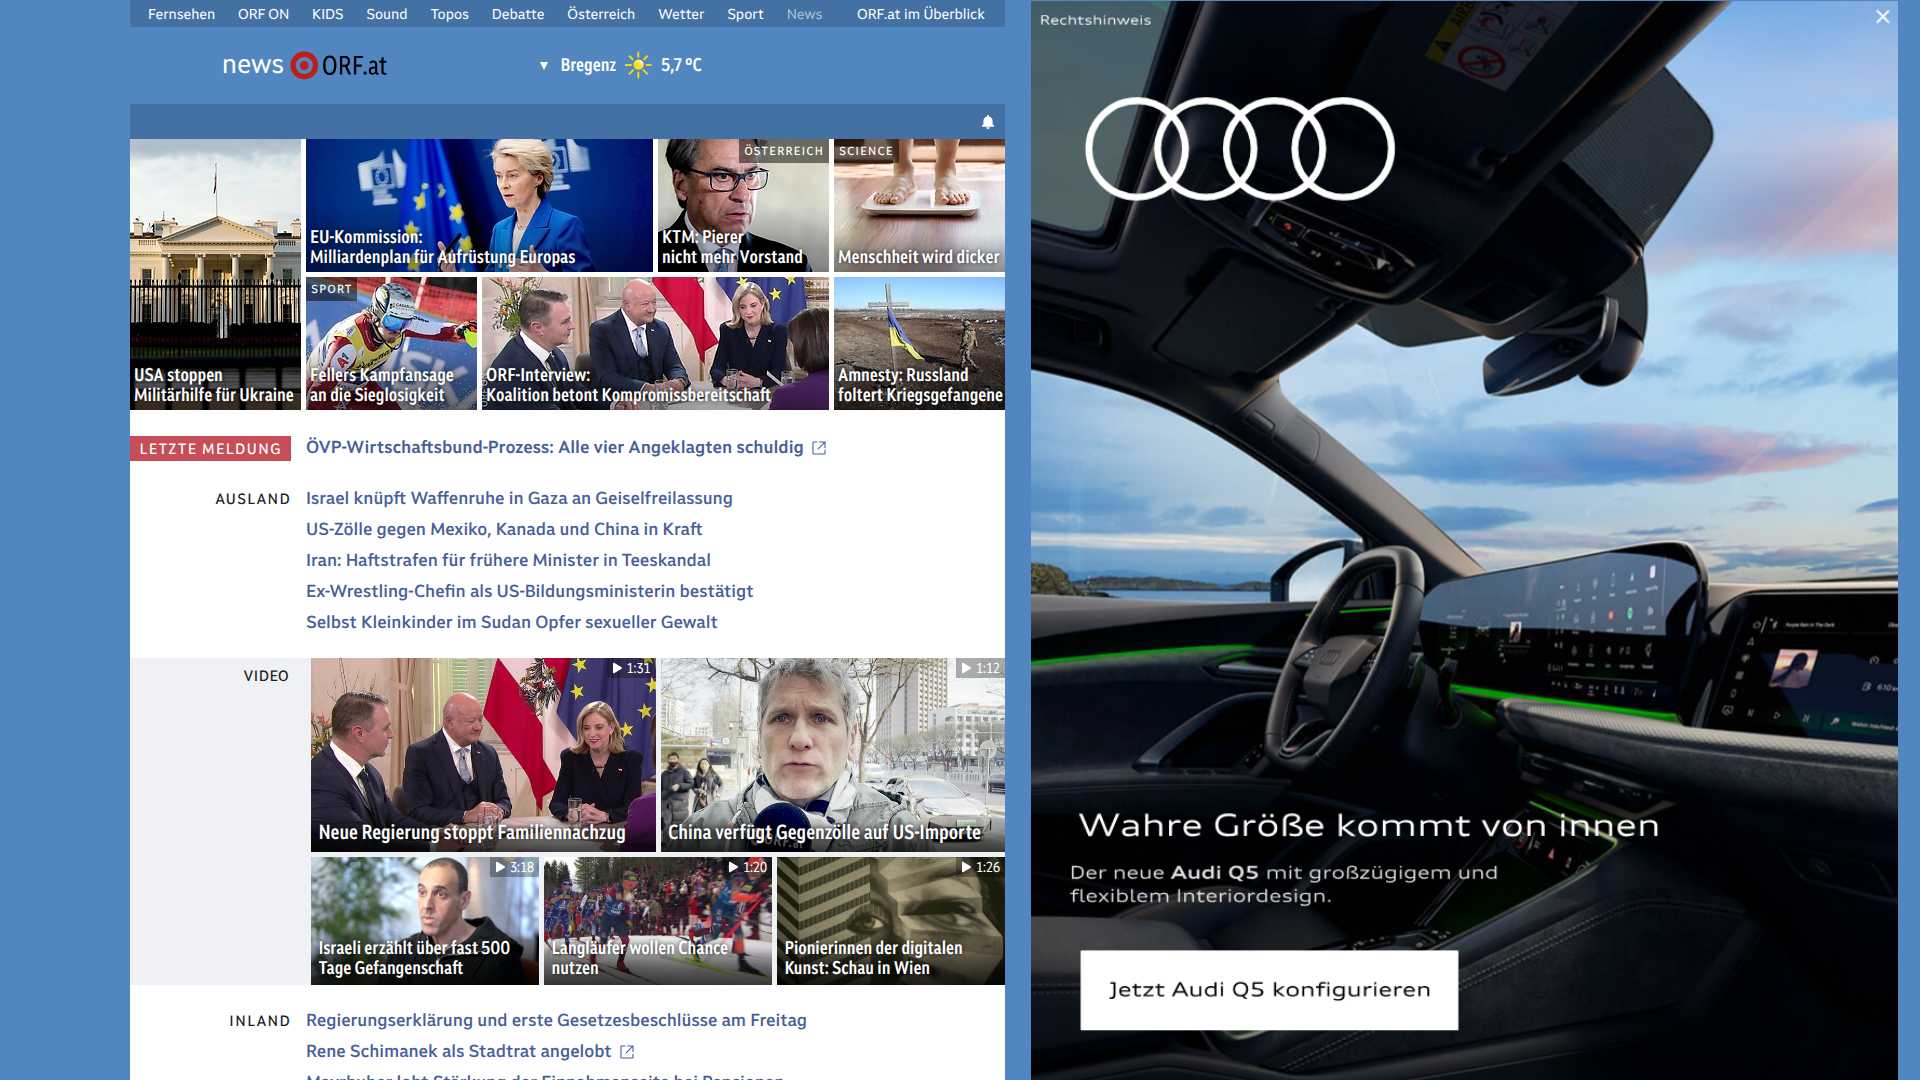 Fernsehen ORF ON KIDS Sound Topos Debatte Österreich Wetter Sport News ORF.at im Überblick
news ORF.at
Bregenz 5,7 °C
USA stoppen
Militärhilfe für Ukraine
EU-Kommission:
Milliardenplan für Aufrüstung Europas
ÖSTERREICH
KTM: Pierer
nicht mehr Vorstand
SCIENCE
Menschheit wird dicker
SPORT
Fellers Kampfansage
an die Sieglosigkeit
ORF-Interview:
Koalition betont Kompromissbereitschaft
Amnesty: Russland
foltert Kriegsgefangene
LETZTE MELDUNG
ÖVP-Wirtschaftsbund-Prozess: Alle vier Angeklagten schuldig
AUSLAND
Israel knüpft Waffenruhe in Gaza an Geiselfreilassung
US-Zölle gegen Mexiko, Kanada und China in Kraft
Iran: Haftstrafen für frühere Minister in Teeskandal
Ex-Wrestling-Chefin als US-Bildungsministerin bestätigt
Selbst Kleinkinder im Sudan Opfer sexueller Gewalt
VIDEO
1:31
Neue Regierung stoppt Familiennachzug
1:12
China verfügt Gegenzölle auf US-Importe
3:18
Israeli erzählt über fast 500
Tage Gefangenschaft
1:20
Langläufer wollen Chance
nutzen
1:26
Pionierinnen der digitalen
Kunst: Schau in Wien
INLAND
Regierungserklärung und erste Gesetzesbeschlüsse am Freitag
Rene Schimanek als Stadtrat angelobt
Mayrhuber lobt Stärkung der Einnahmenseite bei Pensionen
Rechtshinweis
Wahre Größe kommt von innen
Der neue Audi Q5 mit großzügigem und
flexiblem Interiordesign.
Jetzt Audi Q5 konfigurieren